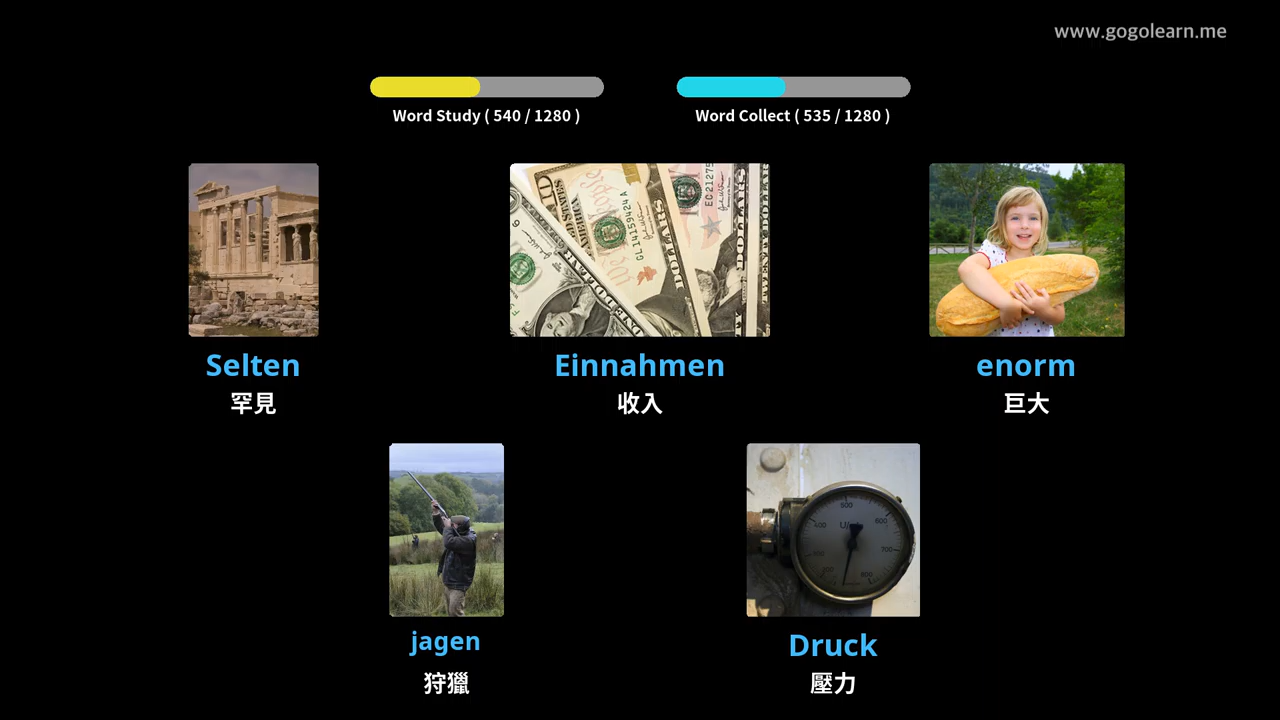 www.gogolearn.me
Word Study ( 540 / 1280 )
Word Collect ( 535 / 1280 )
Selten
罕見
Einnahmen
收入
enorm
巨大
jagen
狩獵
Druck
壓力